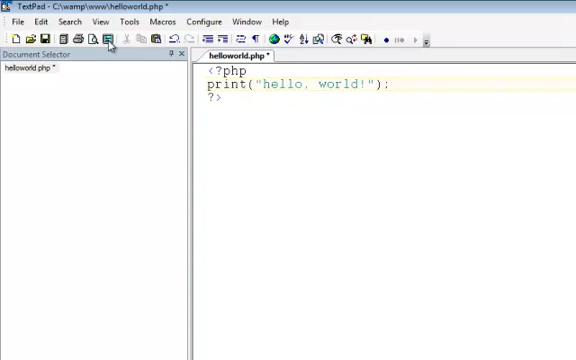 TextPad - C:\wamp\www\helloworld.php *
File Edit Search View Tools Macros Configure Window Help
Document Selector
helloworld.php *
helloworld.php *
<?php
print("hello, world!");
?>